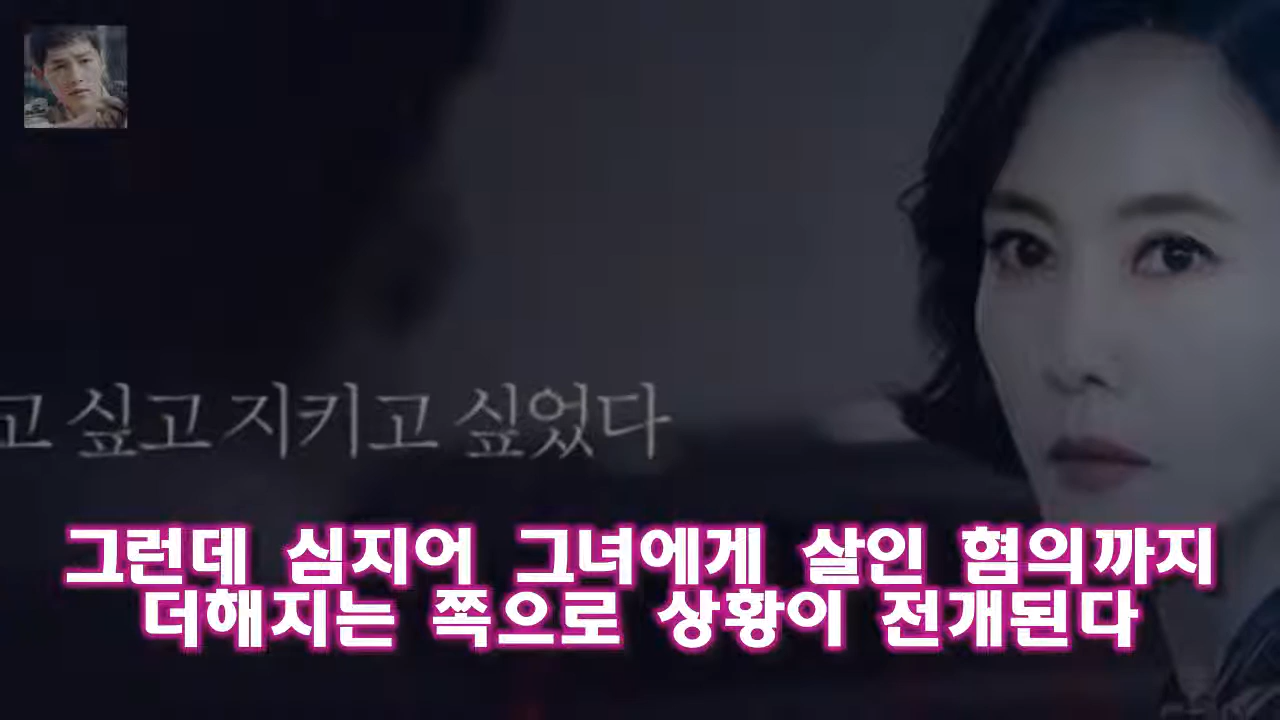 고 싶고 지키고 싶었다
그런데 심지어 그녀에게 살인 혐의까지
더해지는 쪽으로 상황이 전개된다